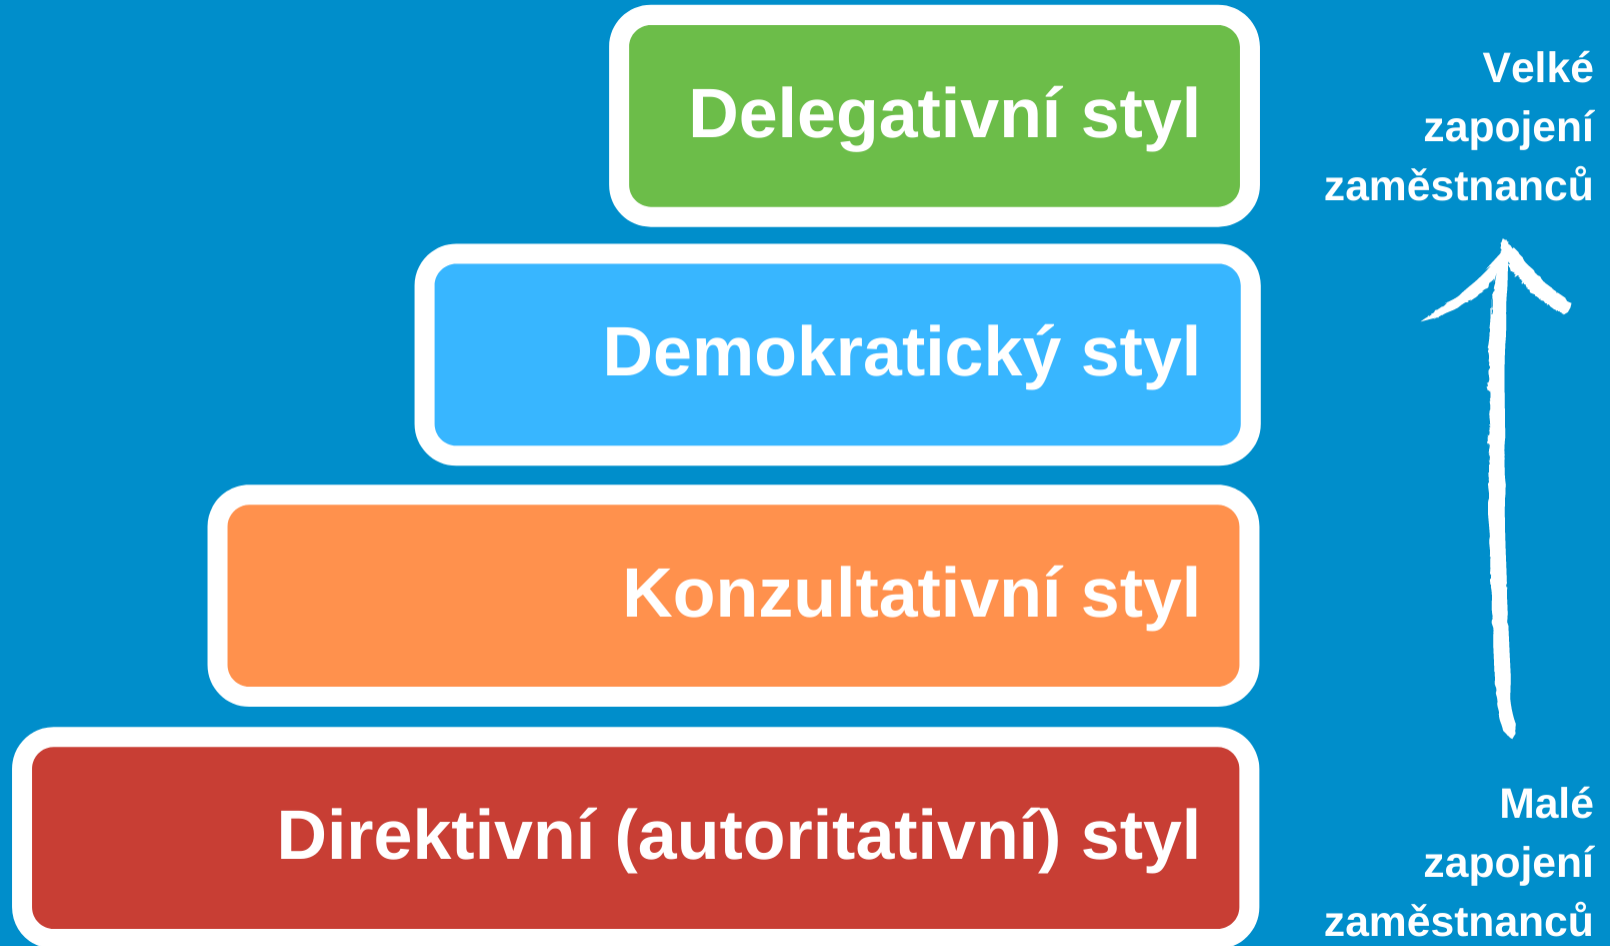 Delegativní styl
Velké
zapojení
zaměstnanců
Demokratický styl
Konzultativní styl
Direktivní (autoritativní) styl
Malé
zapojení
zaměstnanců